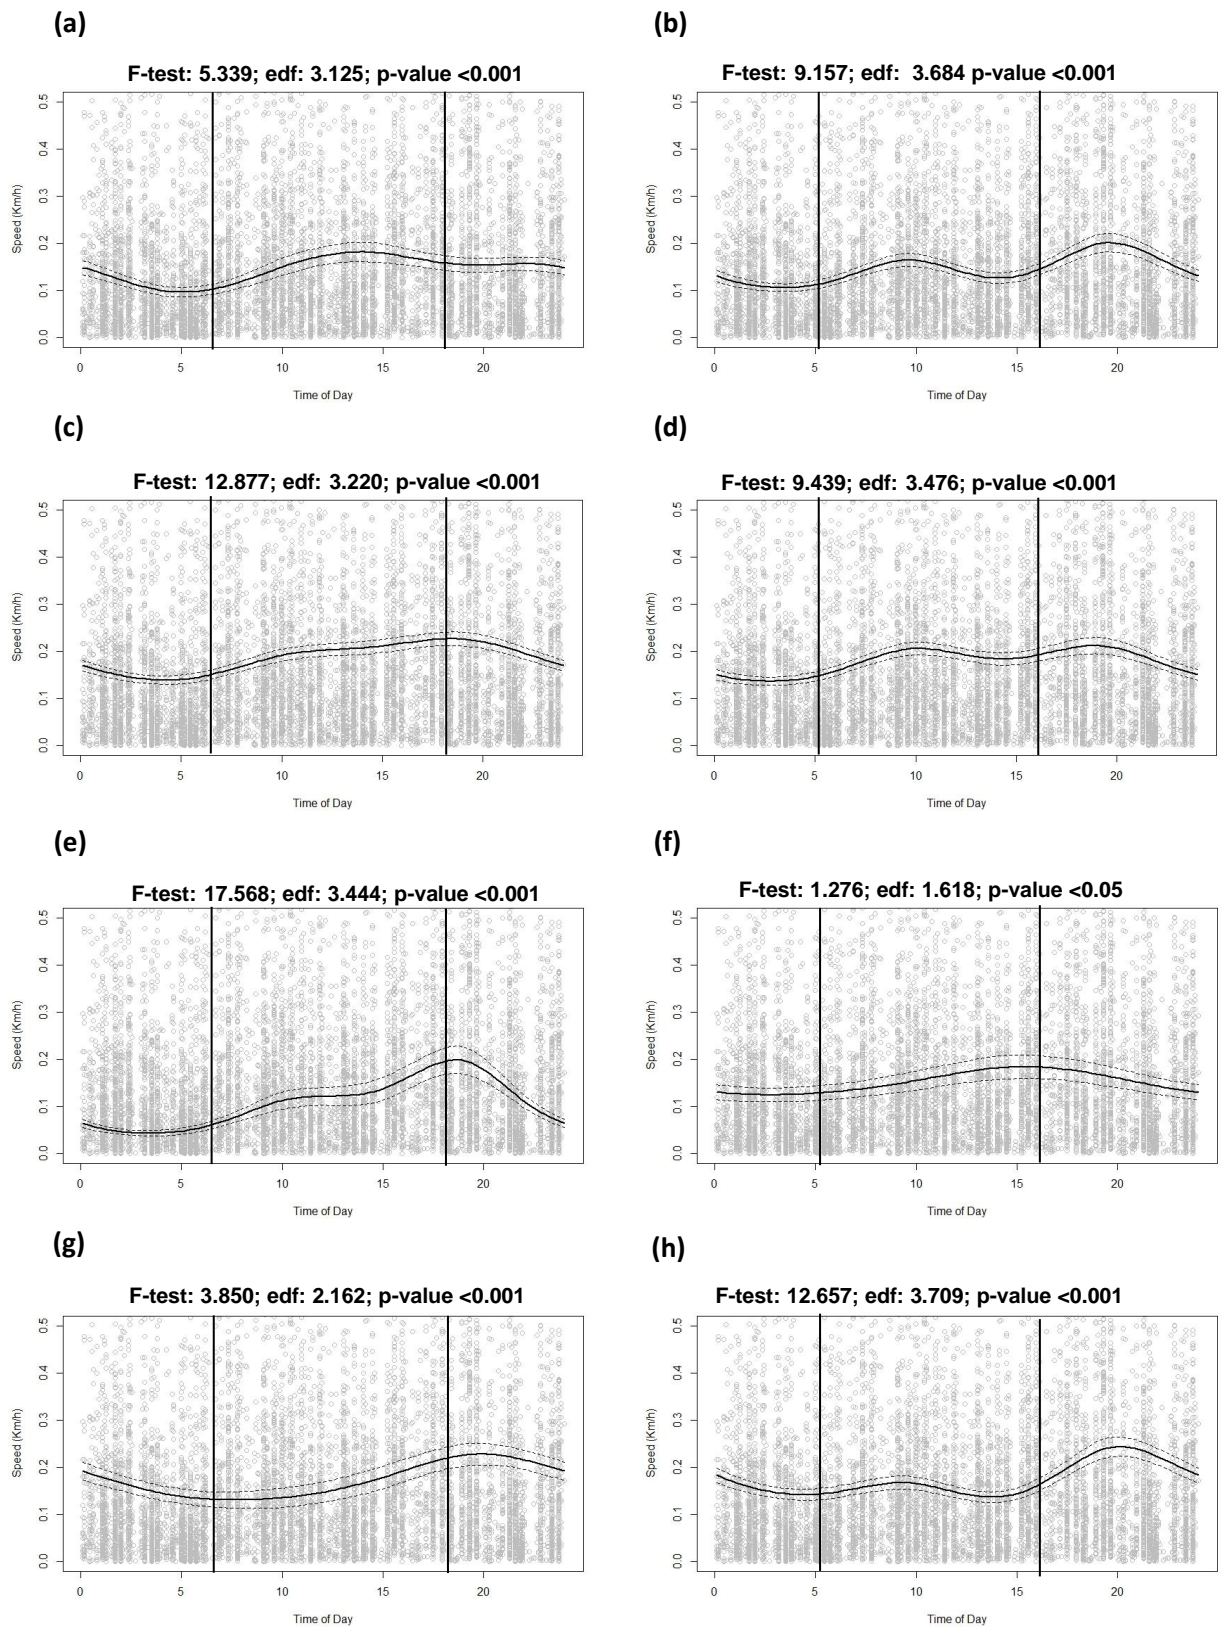 (a)
F-test: 5.339; edf: 3.125; p-value <0.001
Speed (Km/h)
0.5
0.4
0.3
0.2
0.1
0.0
0 5 10 15 20
Time of Day
(b)
F-test: 9.157; edf:  3.684 p-value <0.001
Speed (Km/h)
0.5
0.4
0.3
0.2
0.1
0.0
0 5 10 15 20
Time of Day
(c)
F-test: 12.877; edf: 3.220; p-value <0.001
Speed (Km/h)
0.5
0.4
0.3
0.2
0.1
0.0
0 5 10 15 20
Time of Day
(d)
F-test: 9.439; edf: 3.476; p-value <0.001
Speed (Km/h)
0.5
0.4
0.3
0.2
0.1
0.0
0 5 10 15 20
Time of Day
(e)
F-test: 17.568; edf: 3.444; p-value <0.001
Speed (Km/h)
0.5
0.4
0.3
0.2
0.1
0.0
0 5 10 15 20
Time of Day
(f)
F-test: 1.276; edf: 1.618; p-value <0.05
Speed (Km/h)
0.5
0.4
0.3
0.2
0.1
0.0
0 5 10 15 20
Time of Day
(g)
F-test: 3.850; edf: 2.162; p-value <0.001
Speed (Km/h)
0.5
0.4
0.3
0.2
0.1
0.0
0 5 10 15 20
Time of Day
(h)
F-test: 12.657; edf: 3.709; p-value <0.001
Speed (Km/h)
0.5
0.4
0.3
0.2
0.1
0.0
0 5 10 15 20
Time of Day